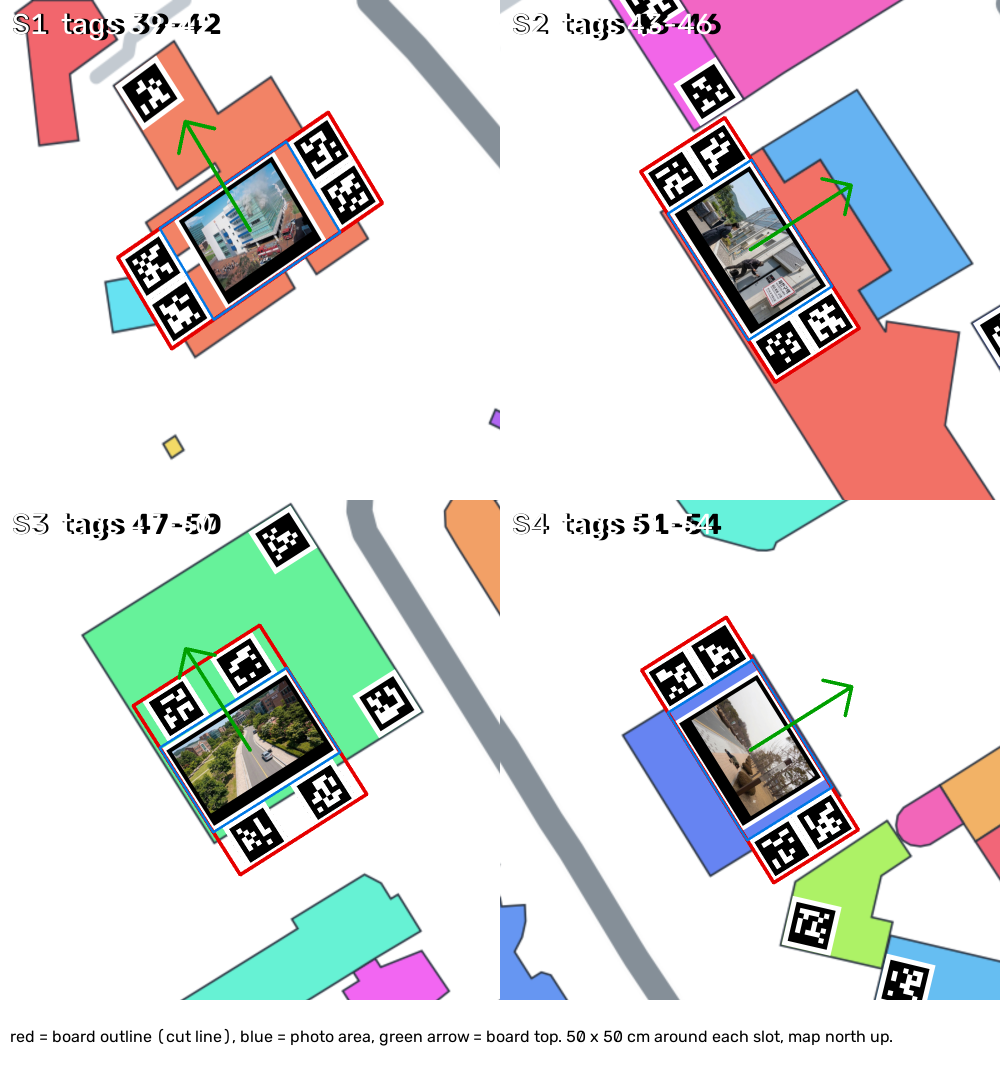 S1 tags 39-42
S2 tags 43-46
S3 tags 47-50
S4 tags 51-54
red = board outline (cut line), blue = photo area, green arrow = board top. 50 x 50 cm around each slot, map north up.